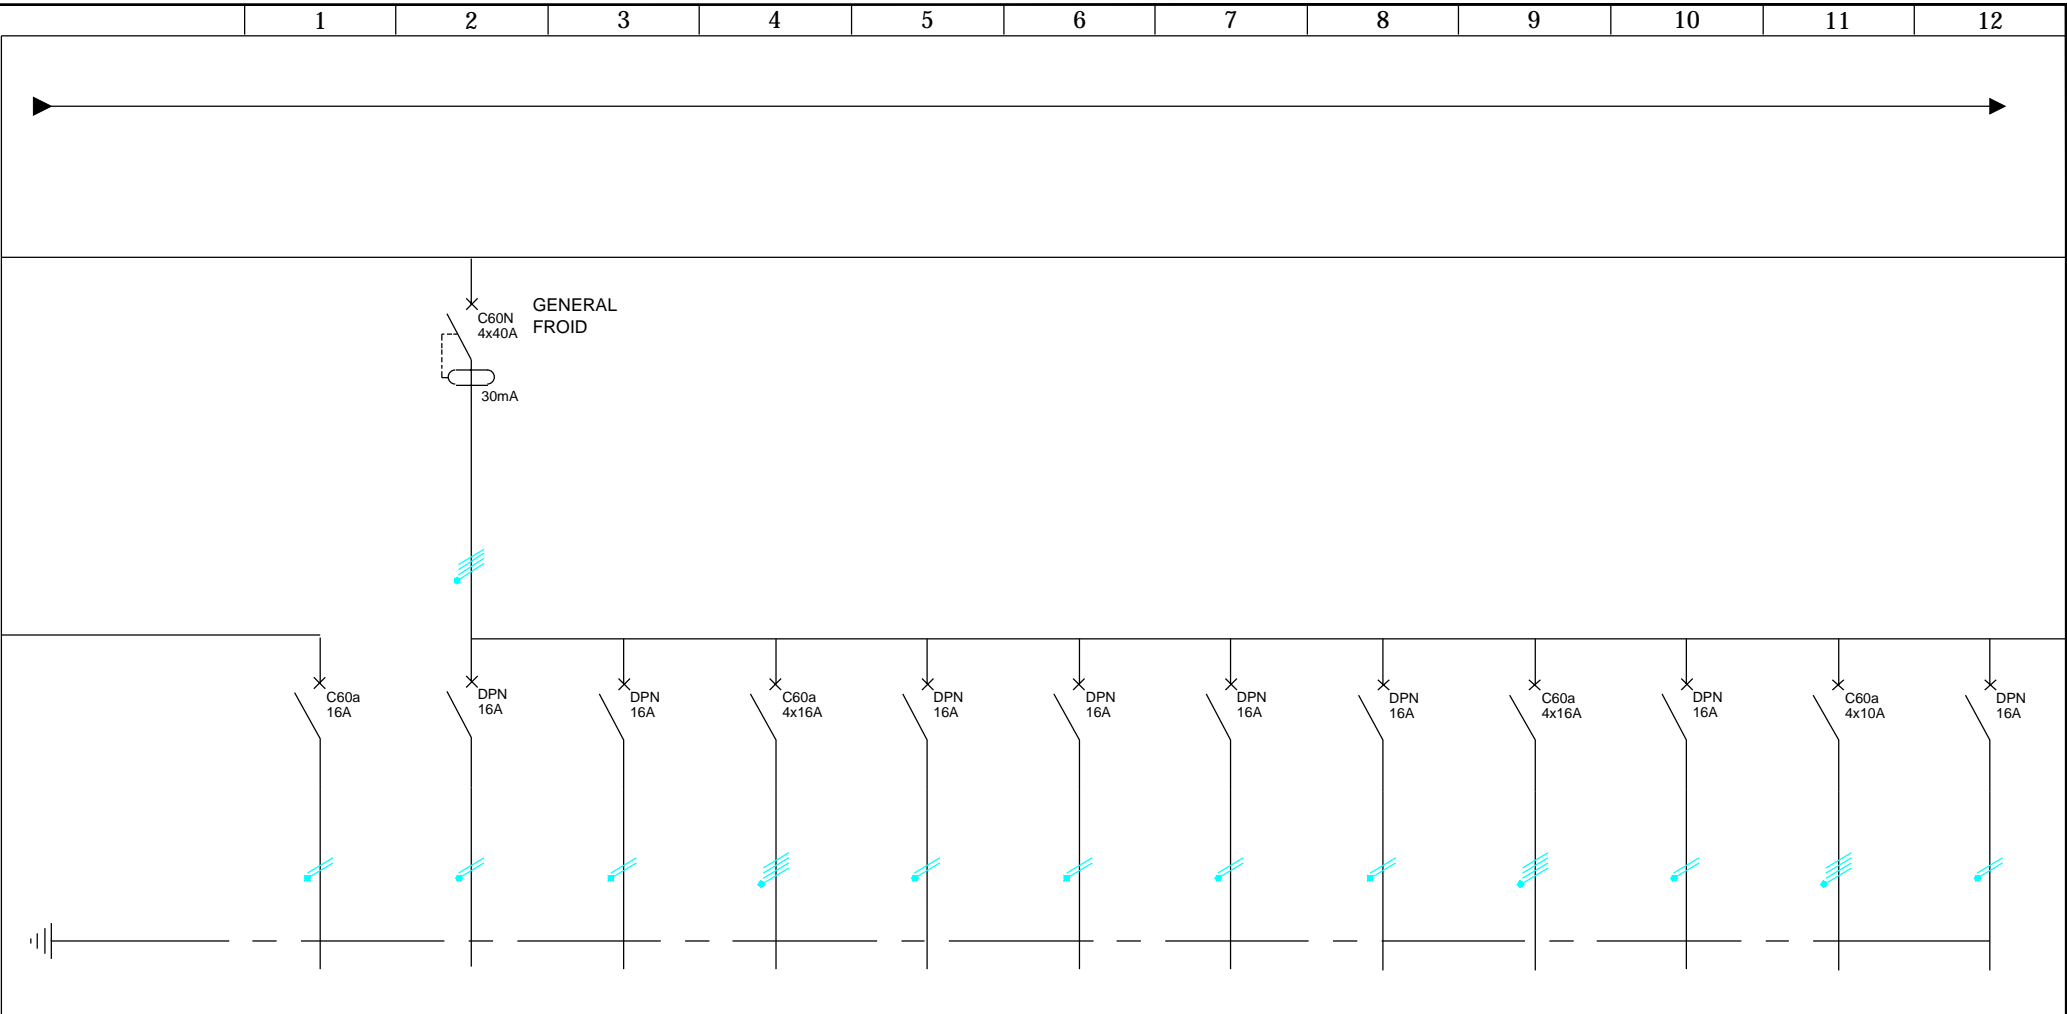 1 2 3 4 5 6 7 8 9 10 11 12
C60N
4x40A
GENERAL
FROID
30mA
C60a
16A
DPN
16A
DPN
16A
C60a
4x16A
DPN
16A
DPN
16A
DPN
16A
DPN
16A
C60a
4x16A
DPN
16A
C60a
4x10A
DPN
16A